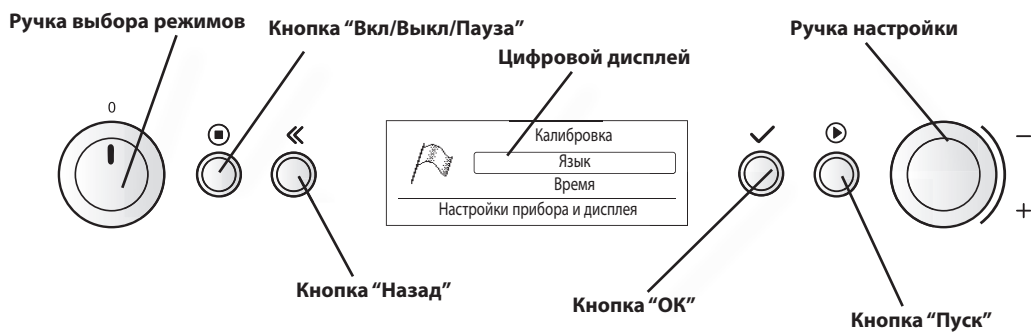 Ручка выбора режимов
Кнопка “Вкл/Выкл/Пауза”
Ручка настройки
Цифровой дисплей
0
Калибровка
Язык
Время
Настройки прибора и дисплея
–
+
Кнопка “Назад”
Кнопка “ОК”
Кнопка “Пуск”